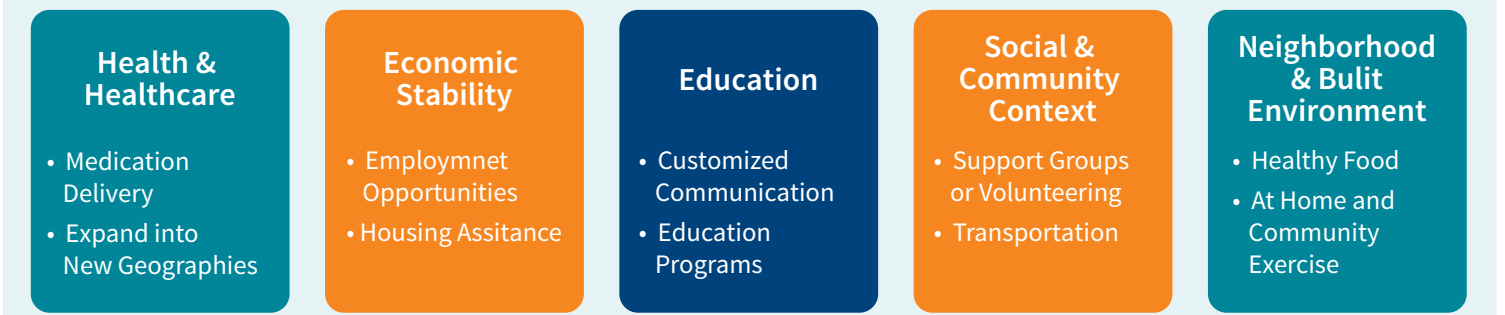 Health &
Healthcare
• Medication
Delivery
• Expand into
New Geographies
Economic
Stability
• Employmnet
Opportunities
• Housing Assitance
Education
• Customized
Communication
• Education
Programs
Social &
Community
Context
• Support Groups
or Volunteering
• Transportation
Neighborhood
& Bulit
Environment
• Healthy Food
• At Home and
Community
Exercise